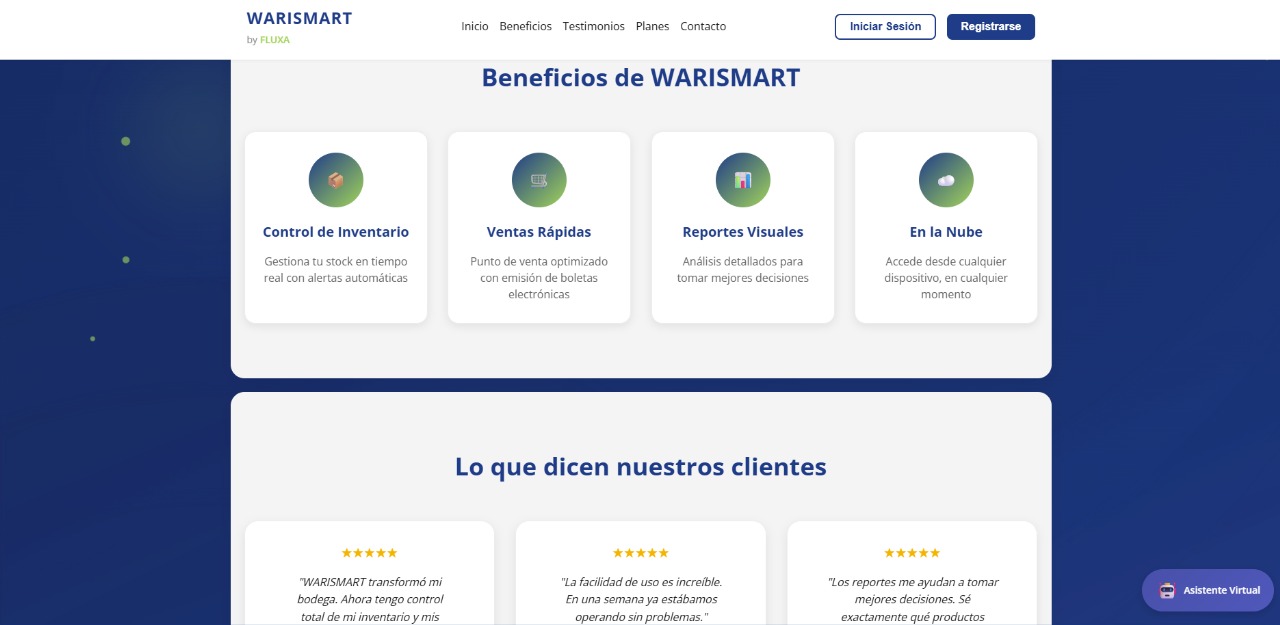 WARISMART
by FLUXA
Inicio Beneficios Testimonios Planes Contacto
Iniciar Sesión
Registrarse
Beneficios de WARISMART
Control de Inventario
Gestiona tu stock en tiempo
real con alertas automáticas
Ventas Rápidas
Punto de venta optimizado
con emisión de boletas
electrónicas
Reportes Visuales
Análisis detallados para
tomar mejores decisiones
En la Nube
Accede desde cualquier
dispositivo, en cualquier
momento
Lo que dicen nuestros clientes
"WARISMART transformó mi
bodega. Ahora tengo control
total de mi inventario y mis
"La facilidad de uso es increíble.
En una semana ya estábamos
operando sin problemas."
"Los reportes me ayudan a tomar
mejores decisiones. Sé
exactamente qué productos
Asistente Virtual